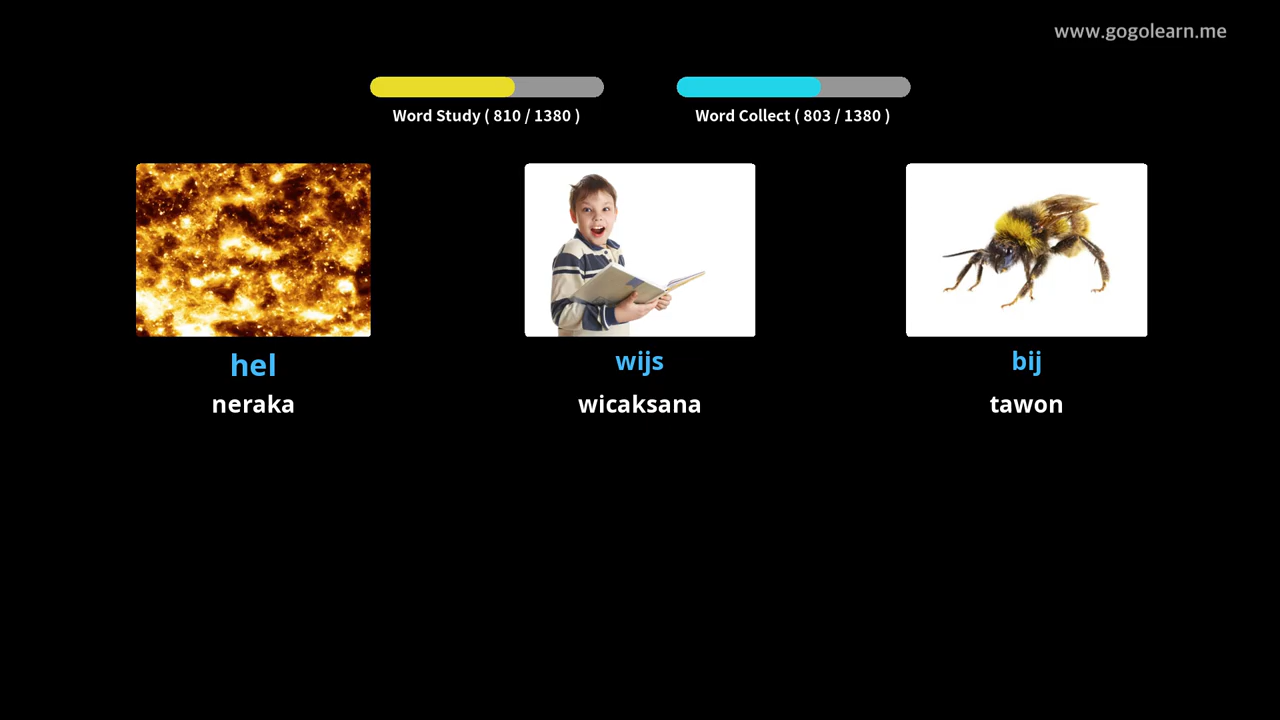 www.gogolearn.me
Word Study ( 810 / 1380 )
Word Collect ( 803 / 1380 )
hel
neraka
wijs
wicaksana
bij
tawon